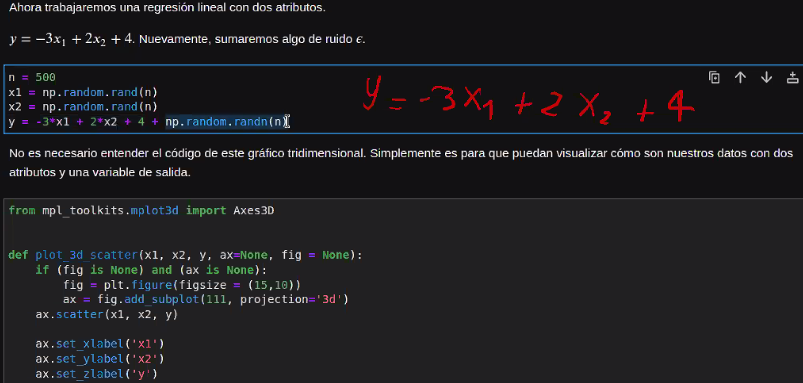 Ahora trabajaremos una regresión lineal con dos atributos.
y = −3x₁ + 2x₂ + 4. Nuevamente, sumaremos algo de ruido ϵ.
n = 500
x1 = np.random.rand(n)
x2 = np.random.rand(n)
y = -3*x1 + 2*x2 + 4 + np.random.randn(n)
y = -3x₁ + 2x₂ + 4
No es necesario entender el código de este gráfico tridimensional. Simplemente es para que puedan visualizar cómo son nuestros datos con dos
atributos y una variable de salida.
from mpl_toolkits.mplot3d import Axes3D
def plot_3d_scatter(x1, x2, y, ax=None, fig = None):
    if (fig is None) and (ax is None):
        fig = plt.figure(figsize = (15,10))
        ax = fig.add_subplot(111, projection='3d')
    ax.scatter(x1, x2, y)
    ax.set_xlabel('x1')
    ax.set_ylabel('x2')
    ax.set_zlabel('y')